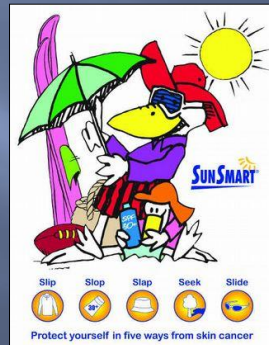 SUNSMART
SPF
30+
Slip Slop Slap Seek Slide
30+
Protect yourself in five ways from skin cancer